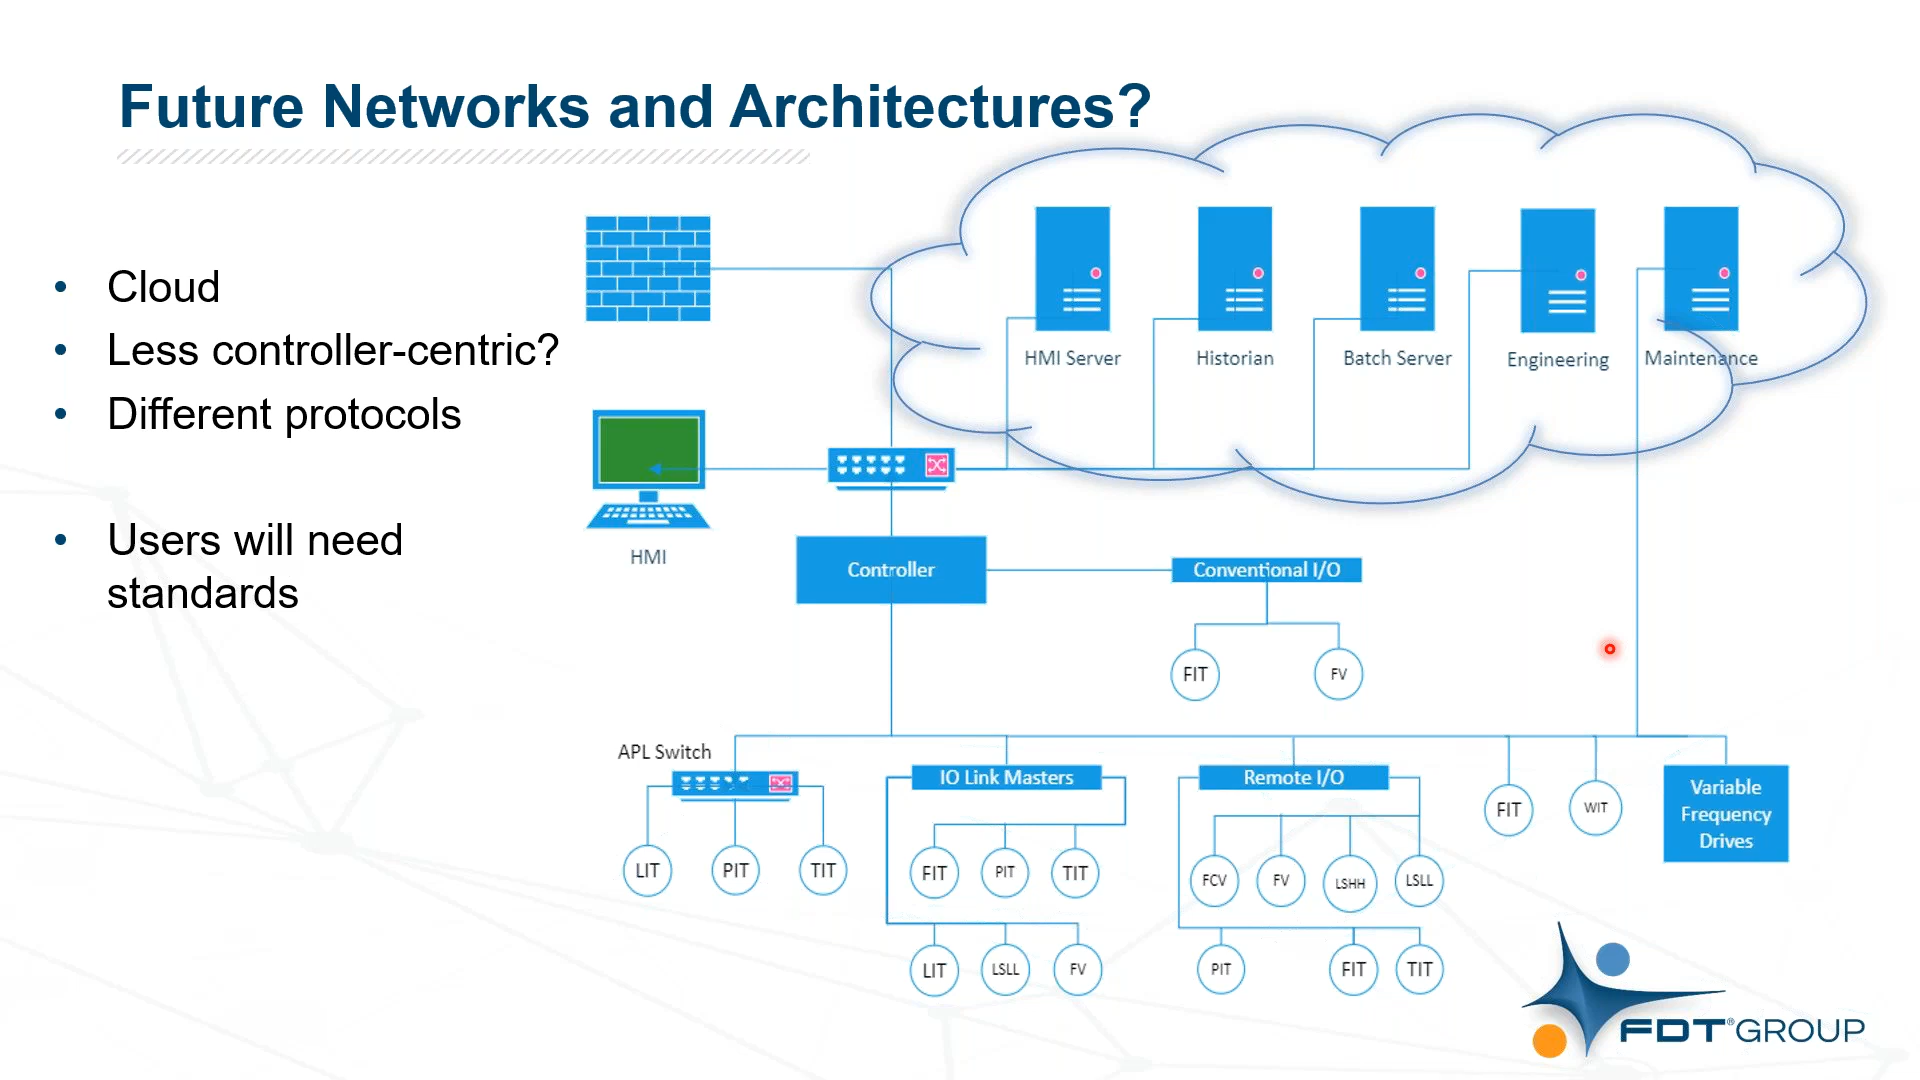 Future Networks and Architectures?
• Cloud
• Less controller-centric?
• Different protocols
• Users will need
standards
HMI Server
Historian
Batch Server
Engineering
Maintenance
HMI
Controller
Conventional I/O
FIT
FV
APL Switch
LIT
PIT
TIT
IO Link Masters
FIT
PIT
TIT
LIT
LSLL
FV
Remote I/O
FCV
FV
LSHH
LSLL
PIT
FIT
TIT
FIT
WIT
Variable
Frequency
Drives
FDT® GROUP